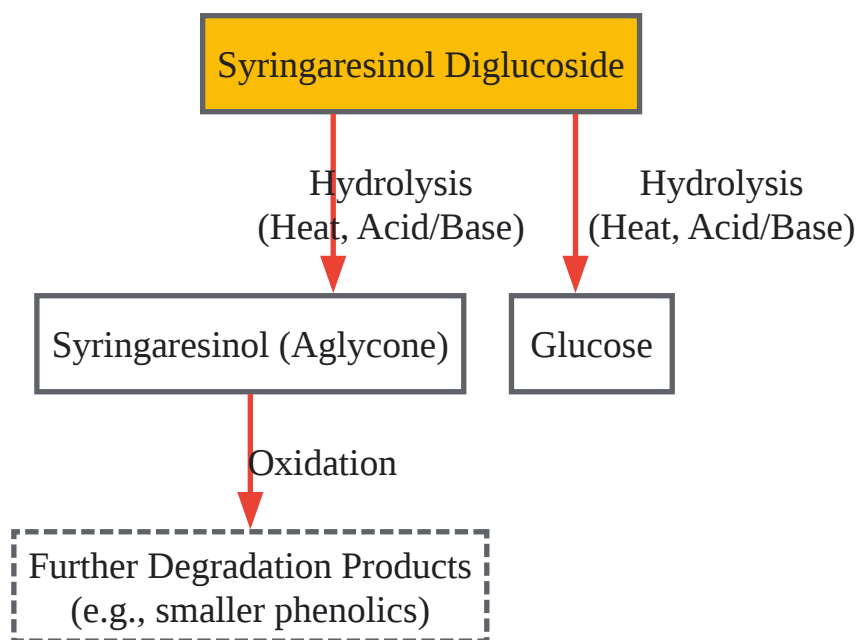 Syringaresinol Diglucoside
Hydrolysis
(Heat, Acid/Base)
Hydrolysis
(Heat, Acid/Base)
Syringaresinol (Aglycone)
Glucose
Oxidation
Further Degradation Products
(e.g., smaller phenolics)